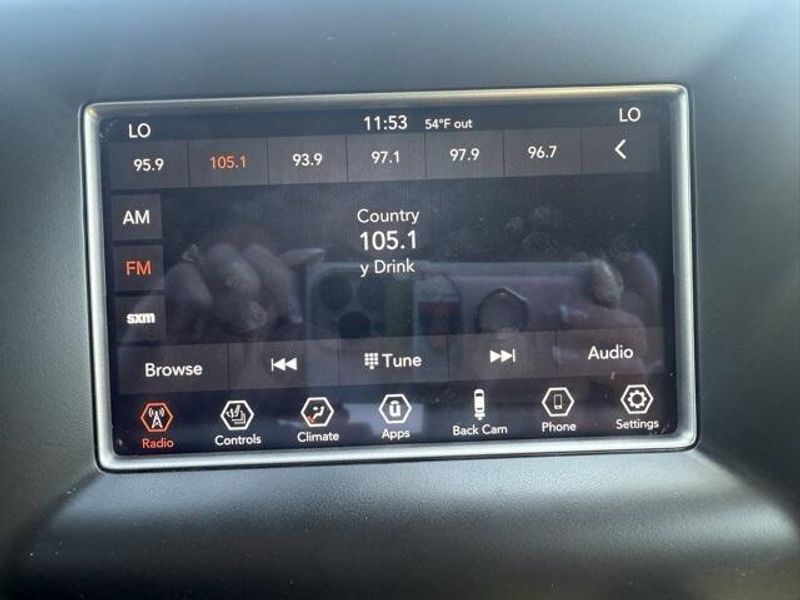 LO 11:53 54°F out LO
95.9 105.1 93.9 97.1 97.9 96.7
AM
FM
sxm
Country
105.1
y Drink
Browse Tune Audio
Radio Controls Climate Apps Back Cam Phone Settings